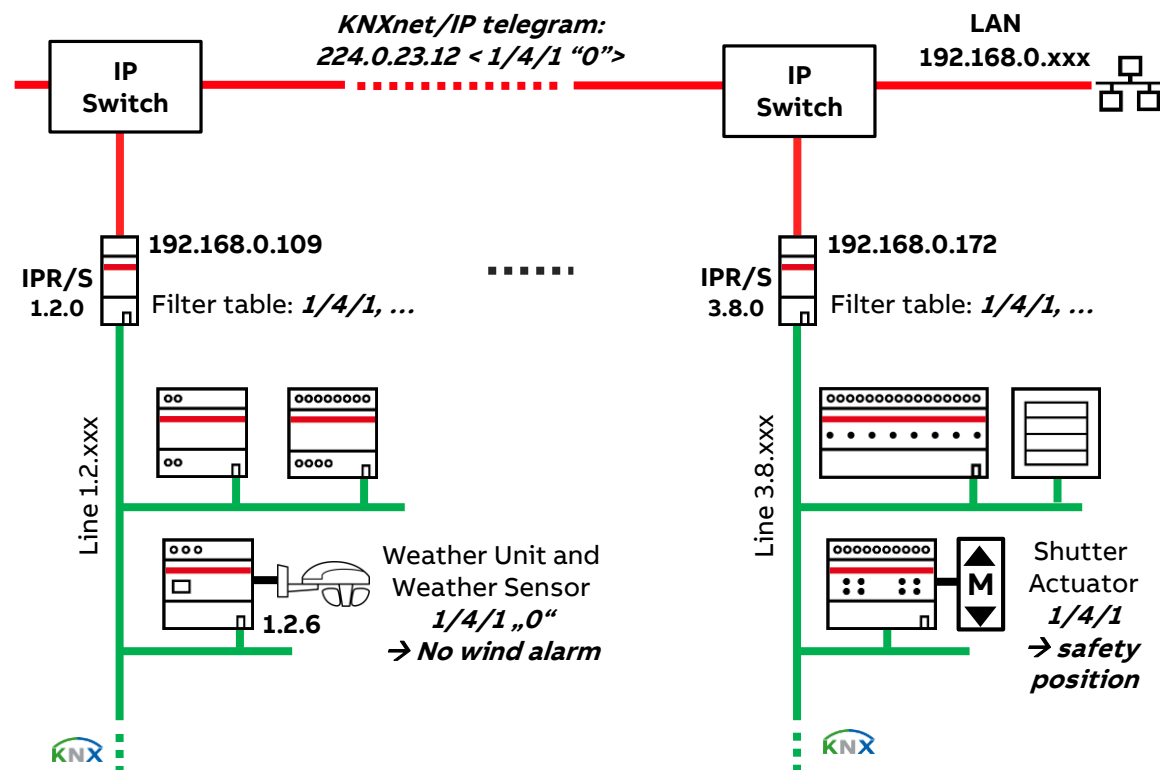 KNXnet/IP telegram:
224.0.23.12 < 1/4/1 “0”>
LAN
192.168.0.xxx
IP
Switch
IP
Switch
192.168.0.109
IPR/S
1.2.0
Filter table: 1/4/1, ...
192.168.0.172
IPR/S
3.8.0
Filter table: 1/4/1, ...
Line 1.2.xxx
Line 3.8.xxx
Weather Unit and
Weather Sensor
1/4/1 „0“
→ No wind alarm
1.2.6
M
Shutter
Actuator
1/4/1
→ safety
position
KNX
KNX